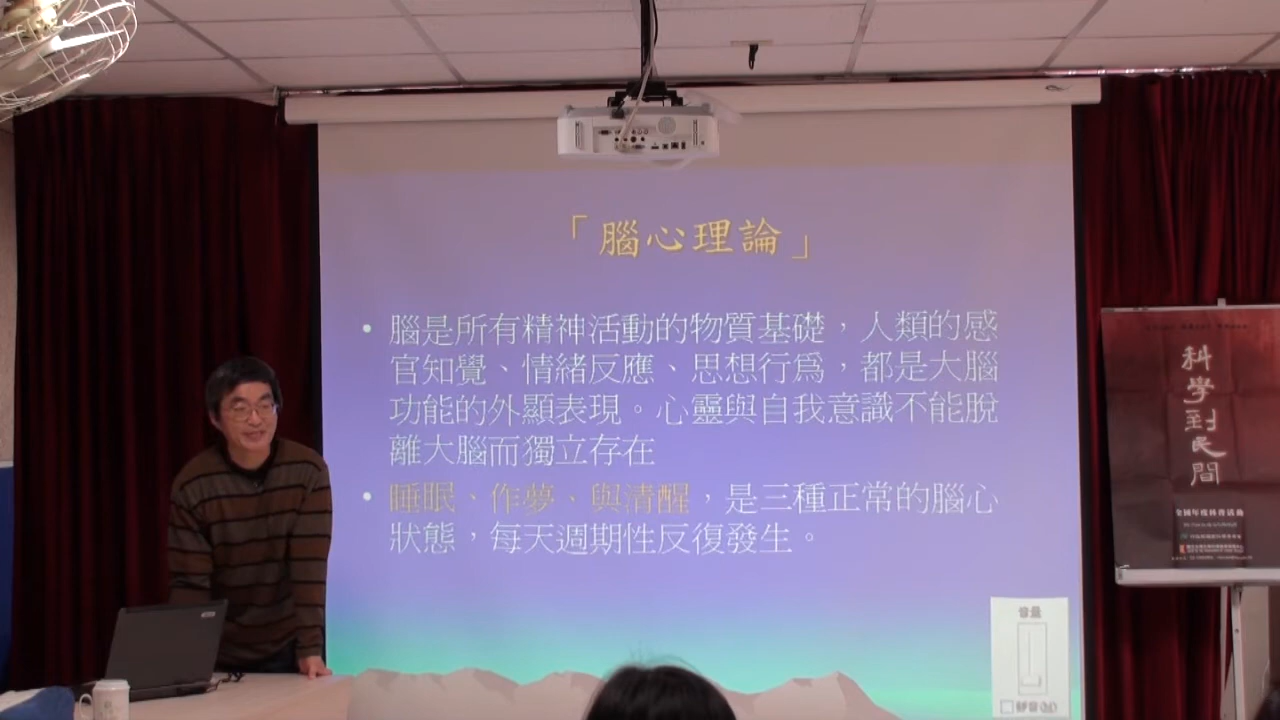 「腦心理論」
• 腦是所有精神活動的物質基礎，人類的感
官知覺、情緒反應、思想行為，都是大腦
功能的外顯表現。心靈與自我意識不能脫
離大腦而獨立存在
• 睡眠、作夢、與清醒，是三種正常的腦心
狀態，每天週期性反復發生。
音量
靜音(M)
科學到民間